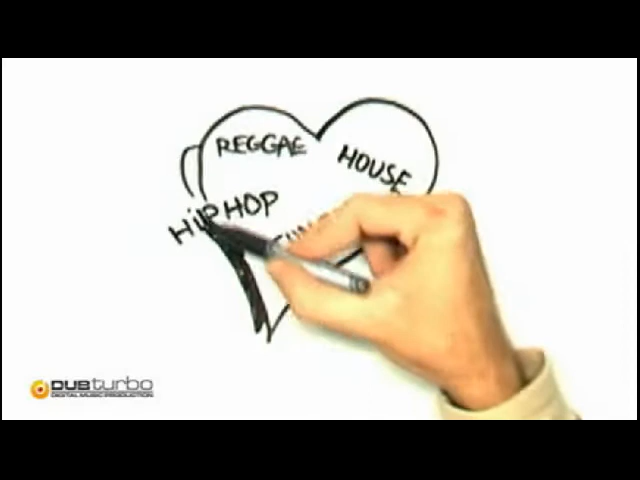 REGGAE
HOUSE
HiPHOP
DUBturbo
DIGITAL MUSIC PRODUCTION